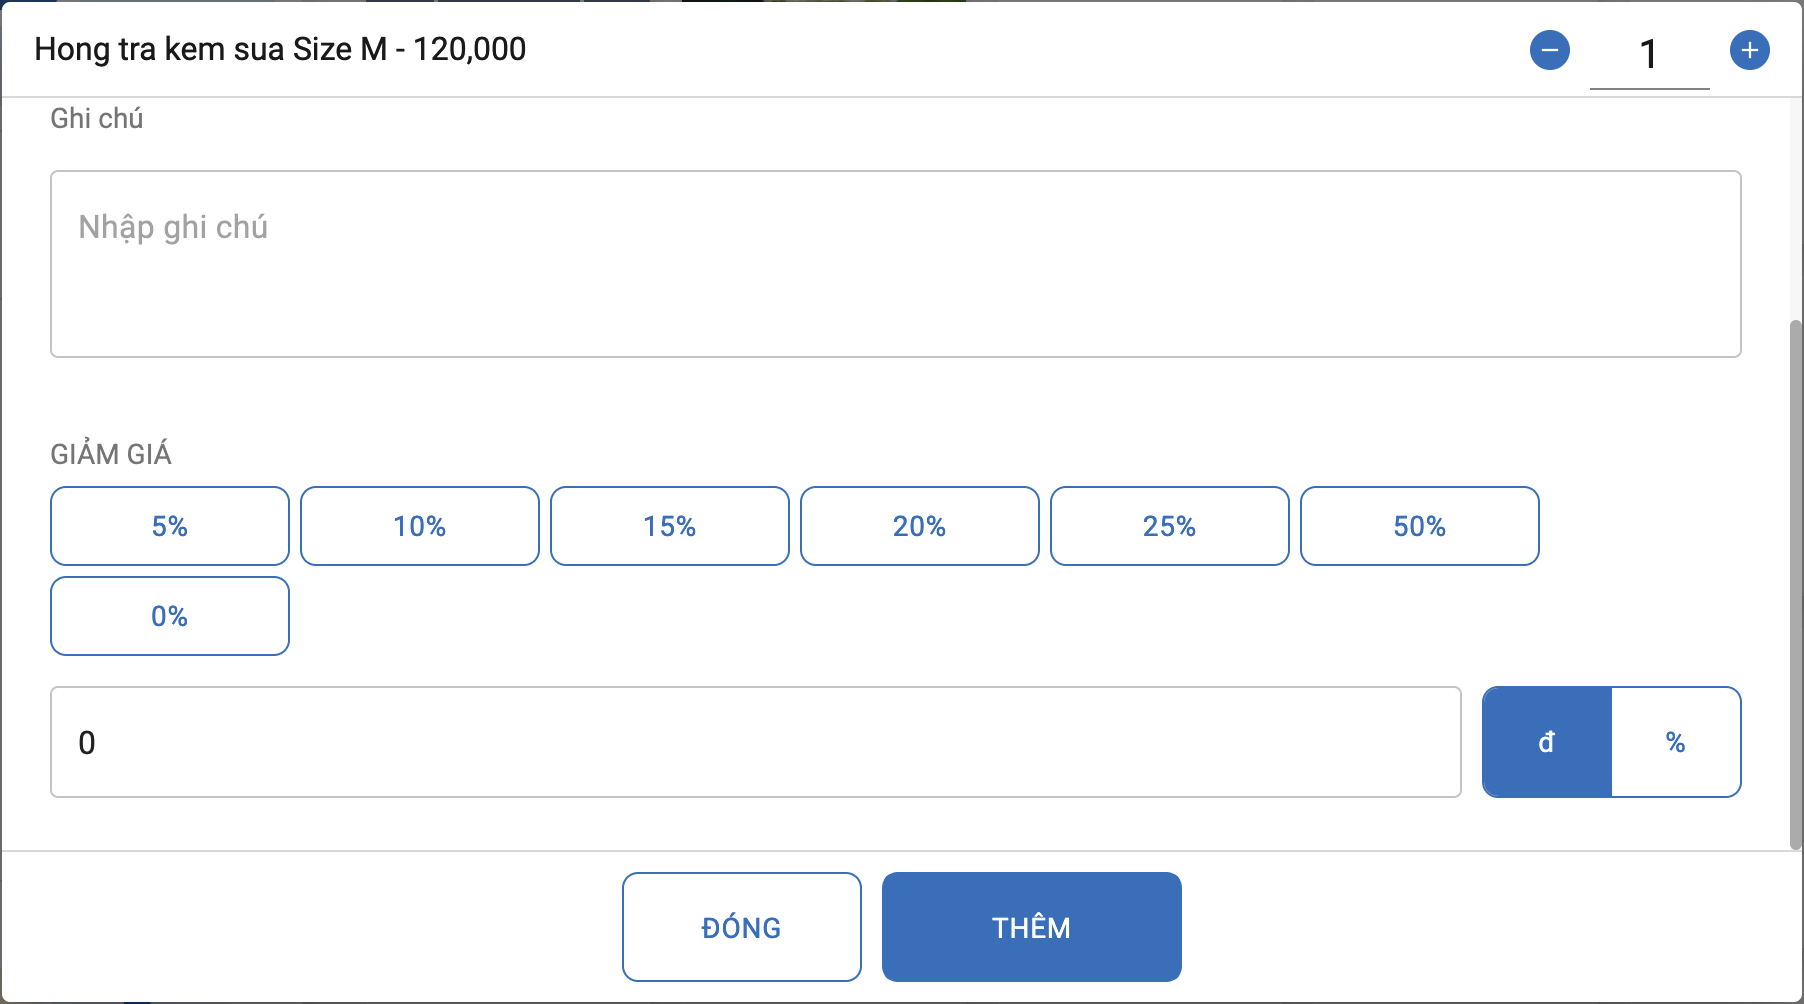 Hong tra kem sua Size M - 120,000
1
Ghi chú
Nhập ghi chú
GIẢM GIÁ
5% 10% 15% 20% 25% 50%
0%
0 đ %
ĐÓNG THÊM